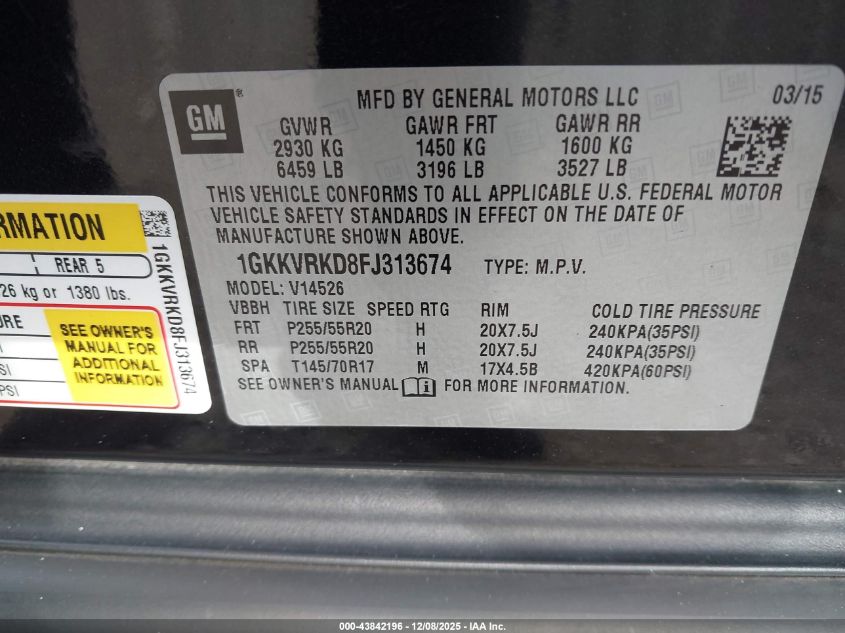 GM®
MFD BY GENERAL MOTORS LLC 03/15
GVWR GAWR FRT GAWR RR
2930 KG 1450 KG 1600 KG
6459 LB 3196 LB 3527 LB
THIS VEHICLE CONFORMS TO ALL APPLICABLE U.S. FEDERAL MOTOR
VEHICLE SAFETY STANDARDS IN EFFECT ON THE DATE OF
MANUFACTURE SHOWN ABOVE.
1GKKVRKD8FJ313674 TYPE: M.P.V.
MODEL: V14526
VBBH TIRE SIZE SPEED RTG RIM COLD TIRE PRESSURE
FRT P255/55R20 H 20X7.5J 240KPA(35PSI)
RR P255/55R20 H 20X7.5J 240KPA(35PSI)
SPA T145/70R17 M 17X4.5B 420KPA(60PSI)
SEE OWNER'S MANUAL i FOR MORE INFORMATION.
RMATION
REAR 5
26 kg or 1380 lbs.
URE
SEE OWNER'S
MANUAL FOR
ADDITIONAL
INFORMATION
SI
PSI
1GKKVRKD8FJ313674
000-43842196 - 12/08/2025 - IAA Inc.